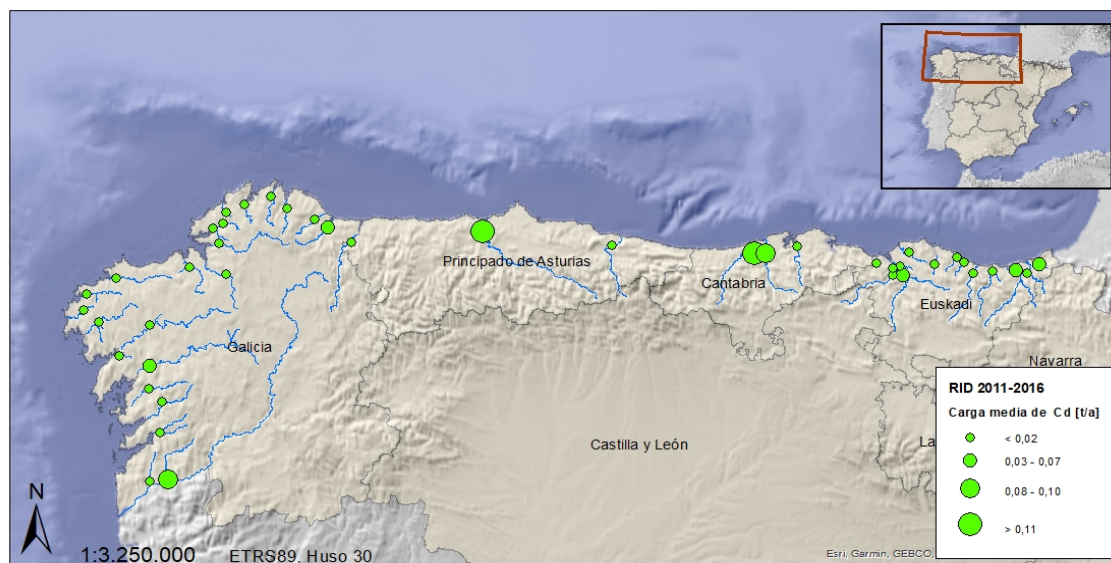 Principado de Asturias
Cantabria
Euskadi
Galicia
Navarra
Castilla y León
La
RID 2011-2016
Carga media de Cd [t/a]
< 0,02
0,03 - 0,07
0,08 - 0,10
> 0,11
N
1:3.250.000
ETRS89, Huso 30
Esri, Garmin, GEBCO,